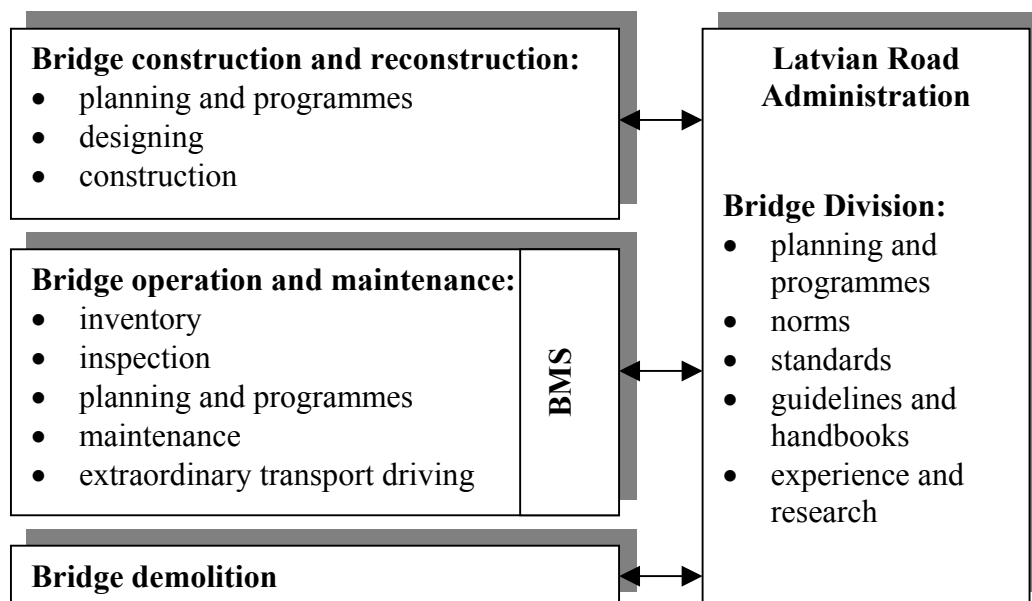 Bridge construction and reconstruction:
• planning and programmes
• designing
• construction
Bridge operation and maintenance:
• inventory
• inspection
• planning and programmes
• maintenance
• extraordinary transport driving
BMS
Bridge demolition
Latvian Road
Administration
Bridge Division:
• planning and
programmes
• norms
• standards
• guidelines and
handbooks
• experience and
research